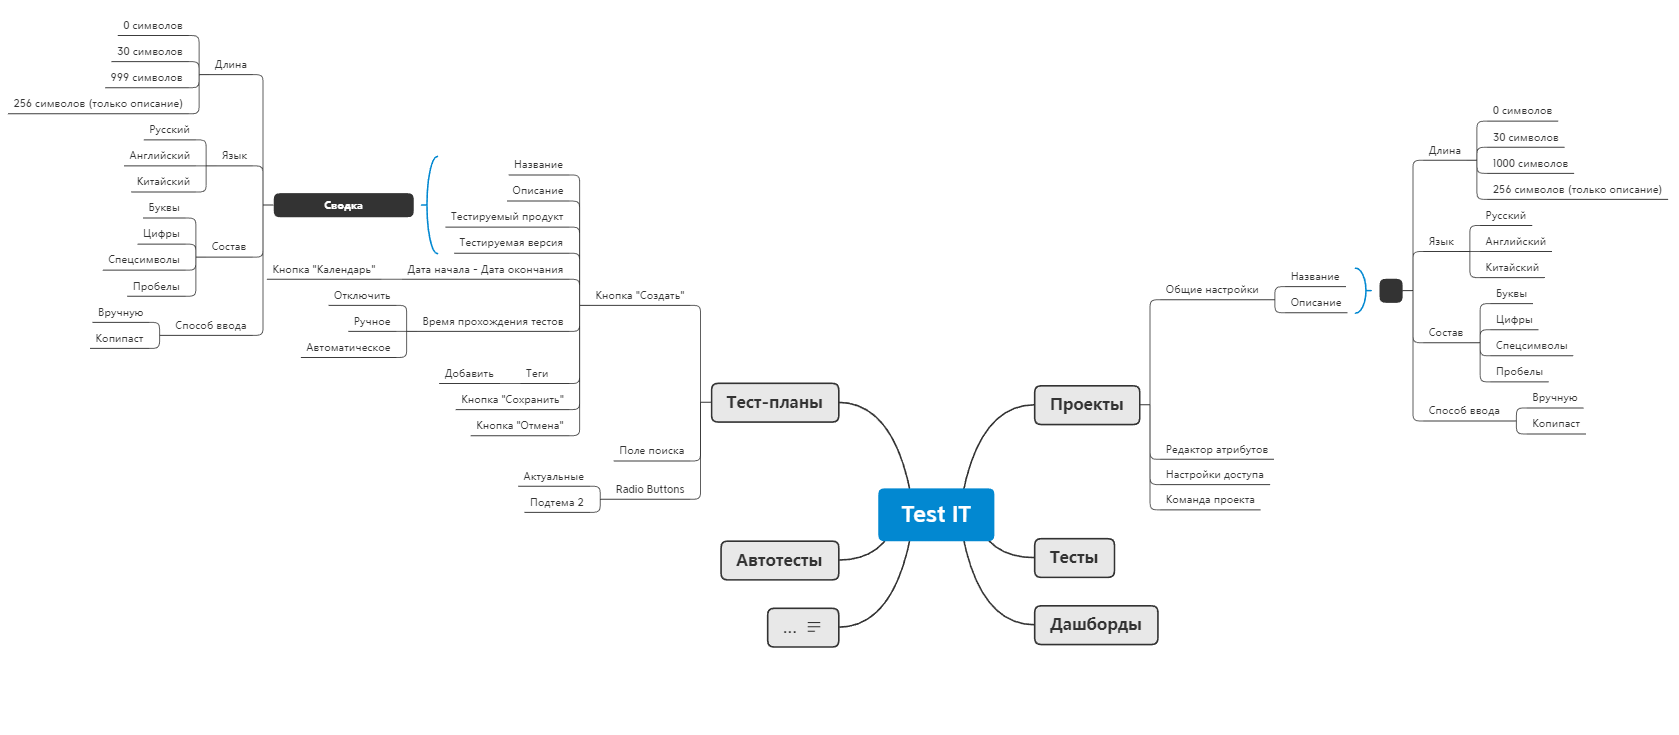 Test IT
Проекты
Общие настройки
Название
Описание
Длина
0 символов
30 символов
1000 символов
256 символов (только описание)
Язык
Русский
Английский
Китайский
Состав
Буквы
Цифры
Спецсимволы
Пробелы
Способ ввода
Вручную
Копипаст
Редактор атрибутов
Настройки доступа
Команда проекта
Тесты
Дашборды
Тест-планы
Кнопка "Создать"
Название
Описание
Тестируемый продукт
Тестируемая версия
Сводка
Длина
0 символов
30 символов
999 символов
256 символов (только описание)
Язык
Русский
Английский
Китайский
Состав
Буквы
Цифры
Спецсимволы
Пробелы
Способ ввода
Вручную
Копипаст
Дата начала - Дата окончания
Кнопка "Календарь"
Время прохождения тестов
Отключить
Ручное
Автоматическое
Теги
Добавить
Кнопка "Сохранить"
Кнопка "Отмена"
Поле поиска
Radio Buttons
Актуальные
Подтема 2
Автотесты
...